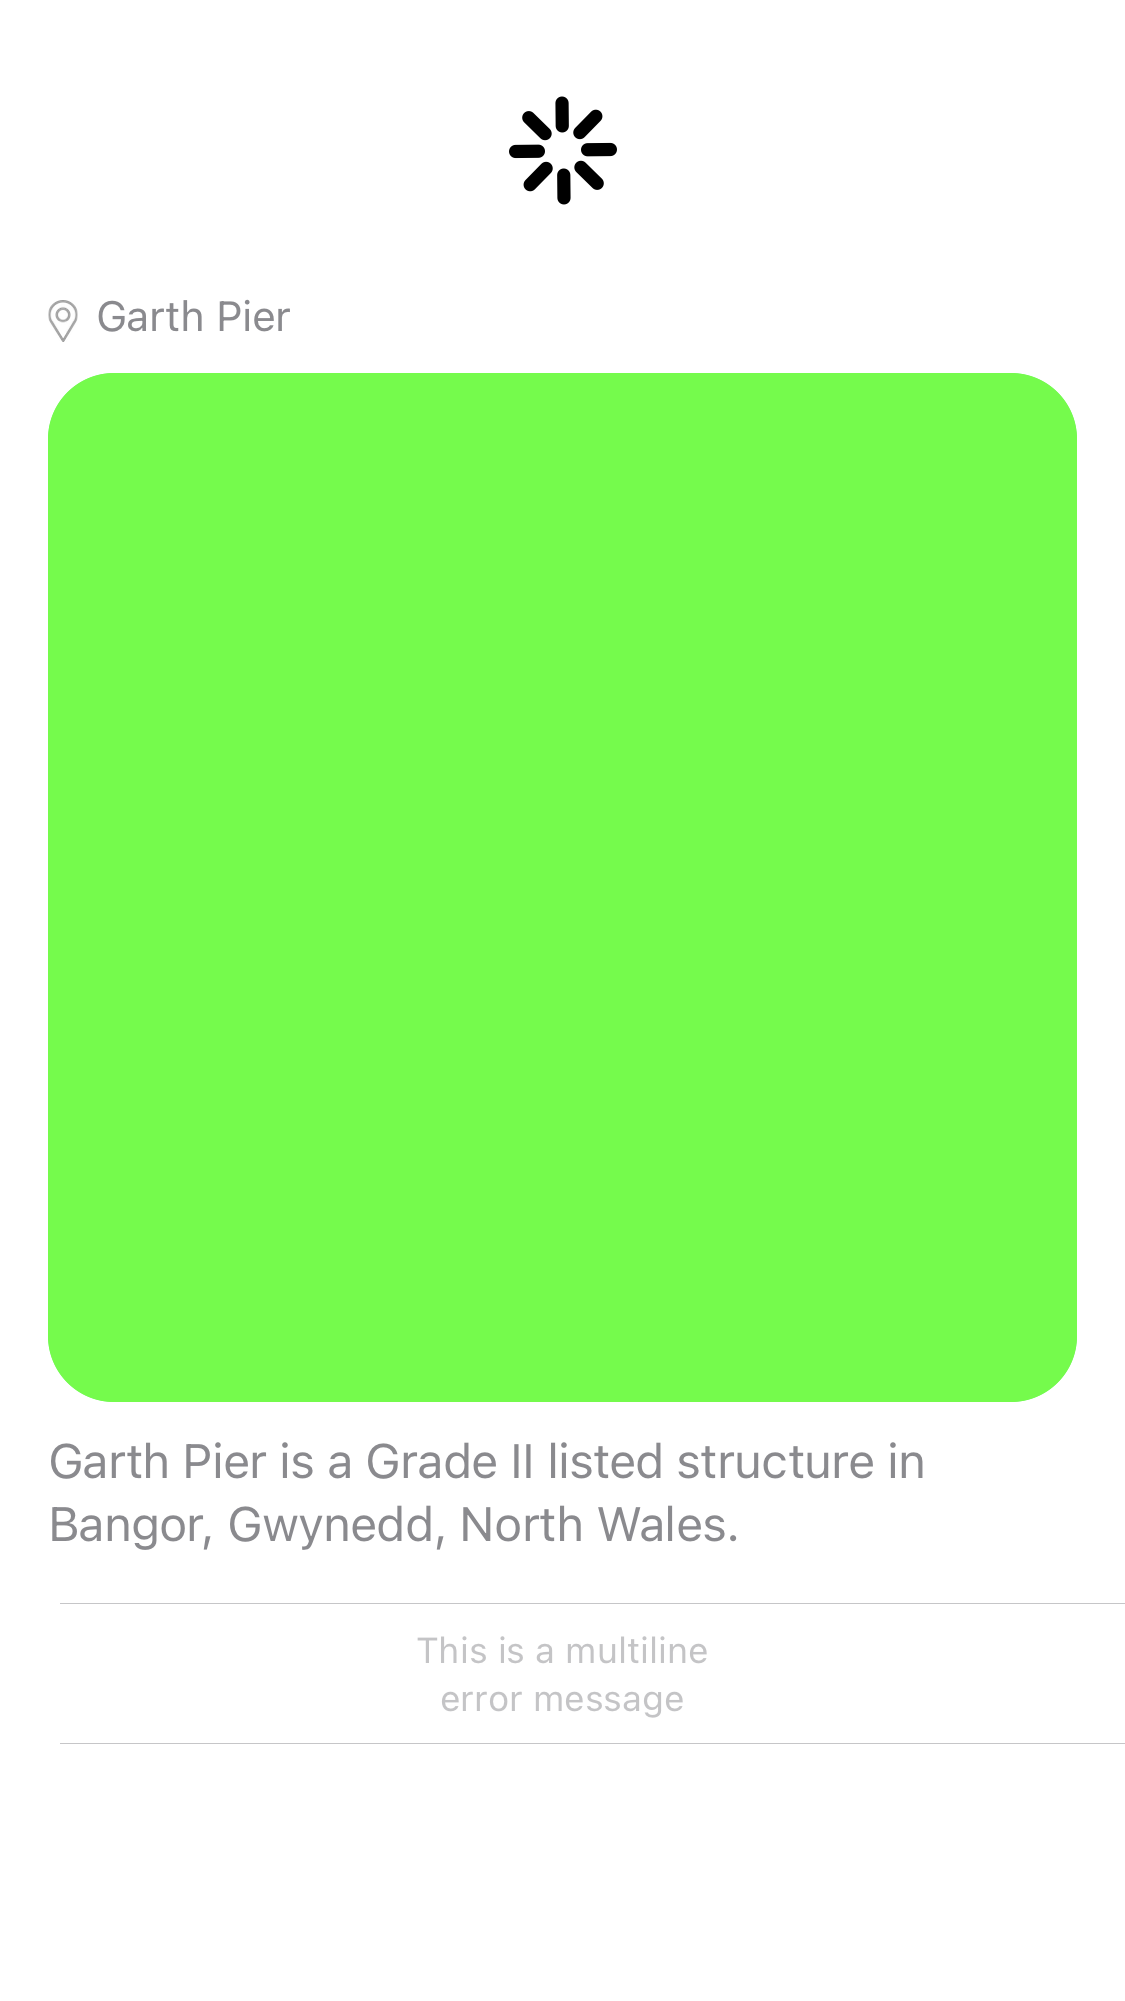 Garth Pier
Garth Pier is a Grade II listed structure in
Bangor, Gwynedd, North Wales.
This is a multiline
error message